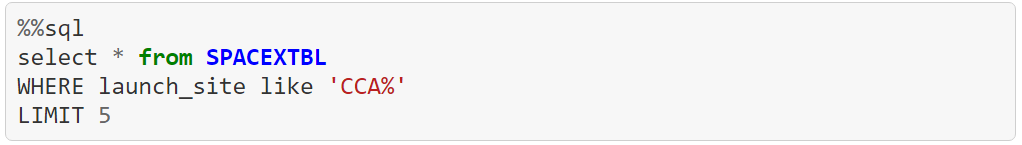 %%sql
select * from SPACEXTBL
WHERE launch_site like 'CCA%'
LIMIT 5